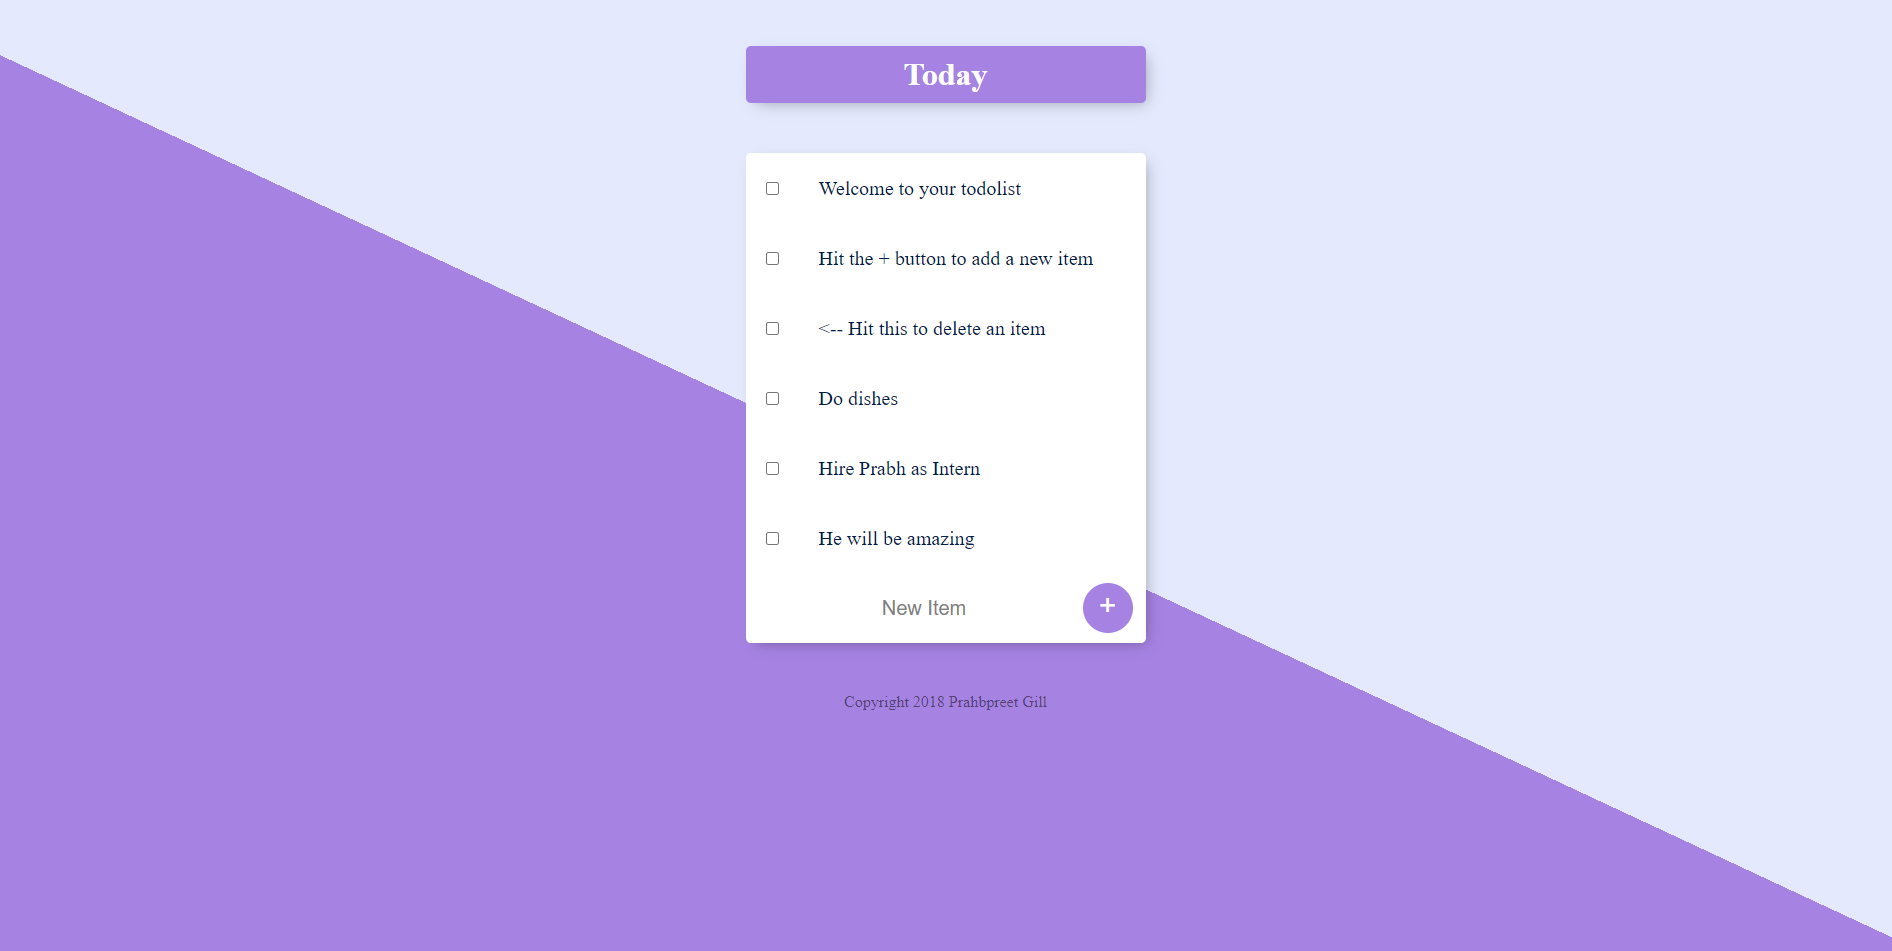 Today
Welcome to your todolist
Hit the + button to add a new item
<-- Hit this to delete an item
Do dishes
Hire Prabh as Intern
He will be amazing
New Item +
Copyright 2018 Prahbpreet Gill